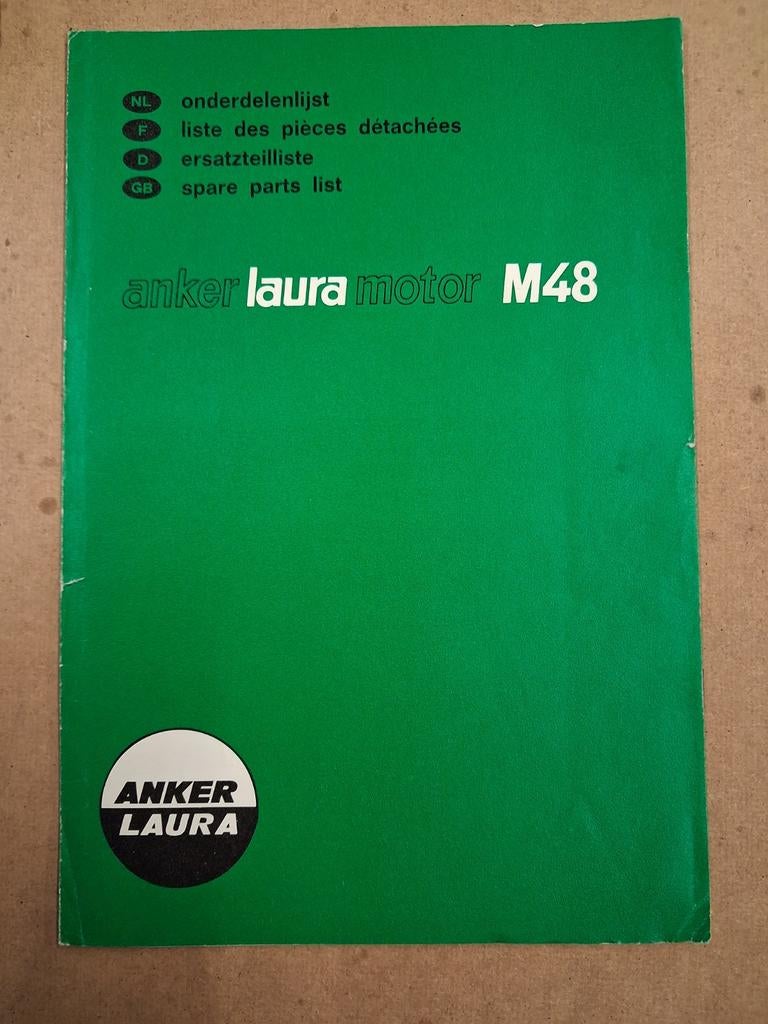 NL onderdelenlijst
F liste des pièces détachées
D ersatzteilliste
GB spare parts list
anker laura motor M48
ANKER
LAURA